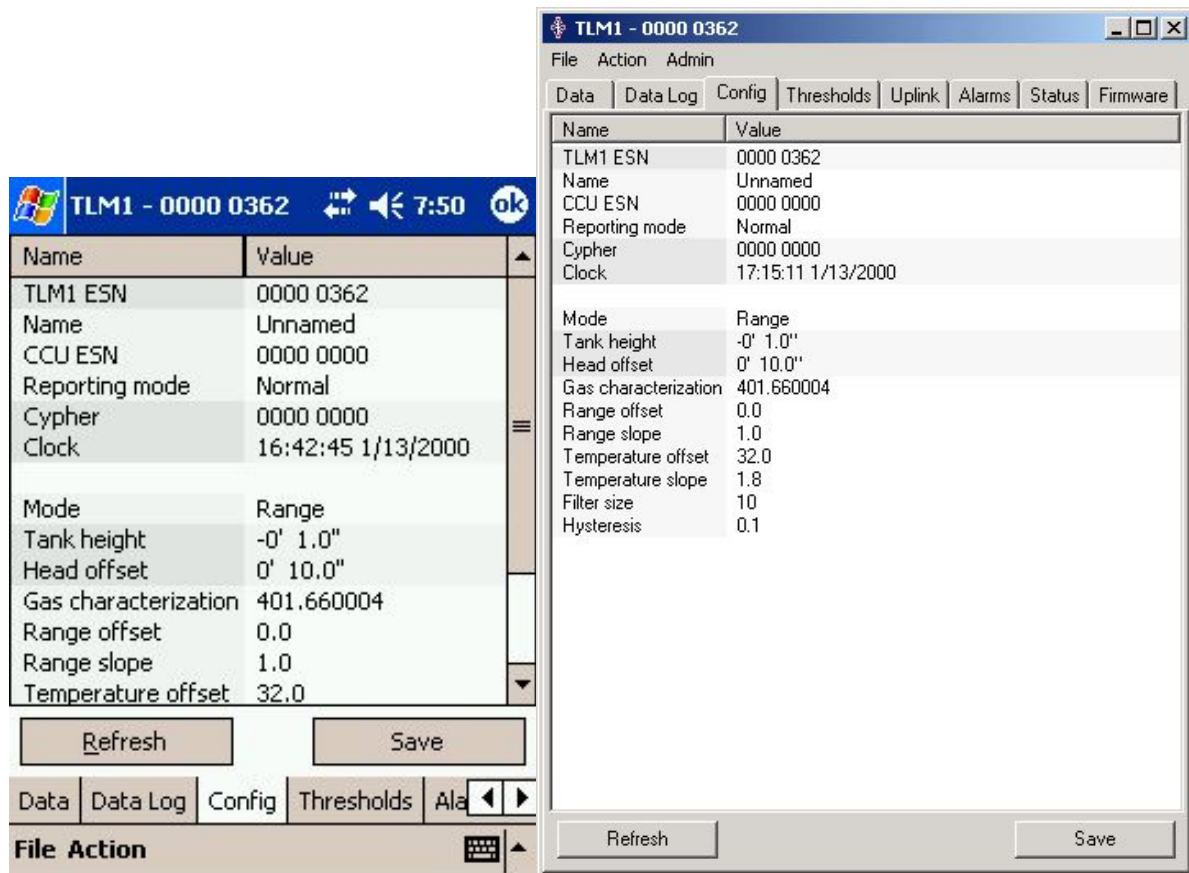 TLM1 - 0000 0362 7:50 ok
Name Value
TLM1 ESN 0000 0362
Name Unnamed
CCU ESN 0000 0000
Reporting mode Normal
Cypher 0000 0000
Clock 16:42:45 1/13/2000
Mode Range
Tank height -0' 1.0"
Head offset 0' 10.0"
Gas characterization 401.660004
Range offset 0.0
Range slope 1.0
Temperature offset 32.0
Refresh Save
Data Data Log Config Thresholds Ala
File Action
TLM1 - 0000 0362
File Action Admin
Data Data Log Config Thresholds Uplink Alarms Status Firmware
Name Value
TLM1 ESN 0000 0362
Name Unnamed
CCU ESN 0000 0000
Reporting mode Normal
Cypher 0000 0000
Clock 17:15:11 1/13/2000
Mode Range
Tank height -0' 1.0"
Head offset 0' 10.0"
Gas characterization 401.660004
Range offset 0.0
Range slope 1.0
Temperature offset 32.0
Temperature slope 1.8
Filter size 10
Hysteresis 0.1
Refresh Save